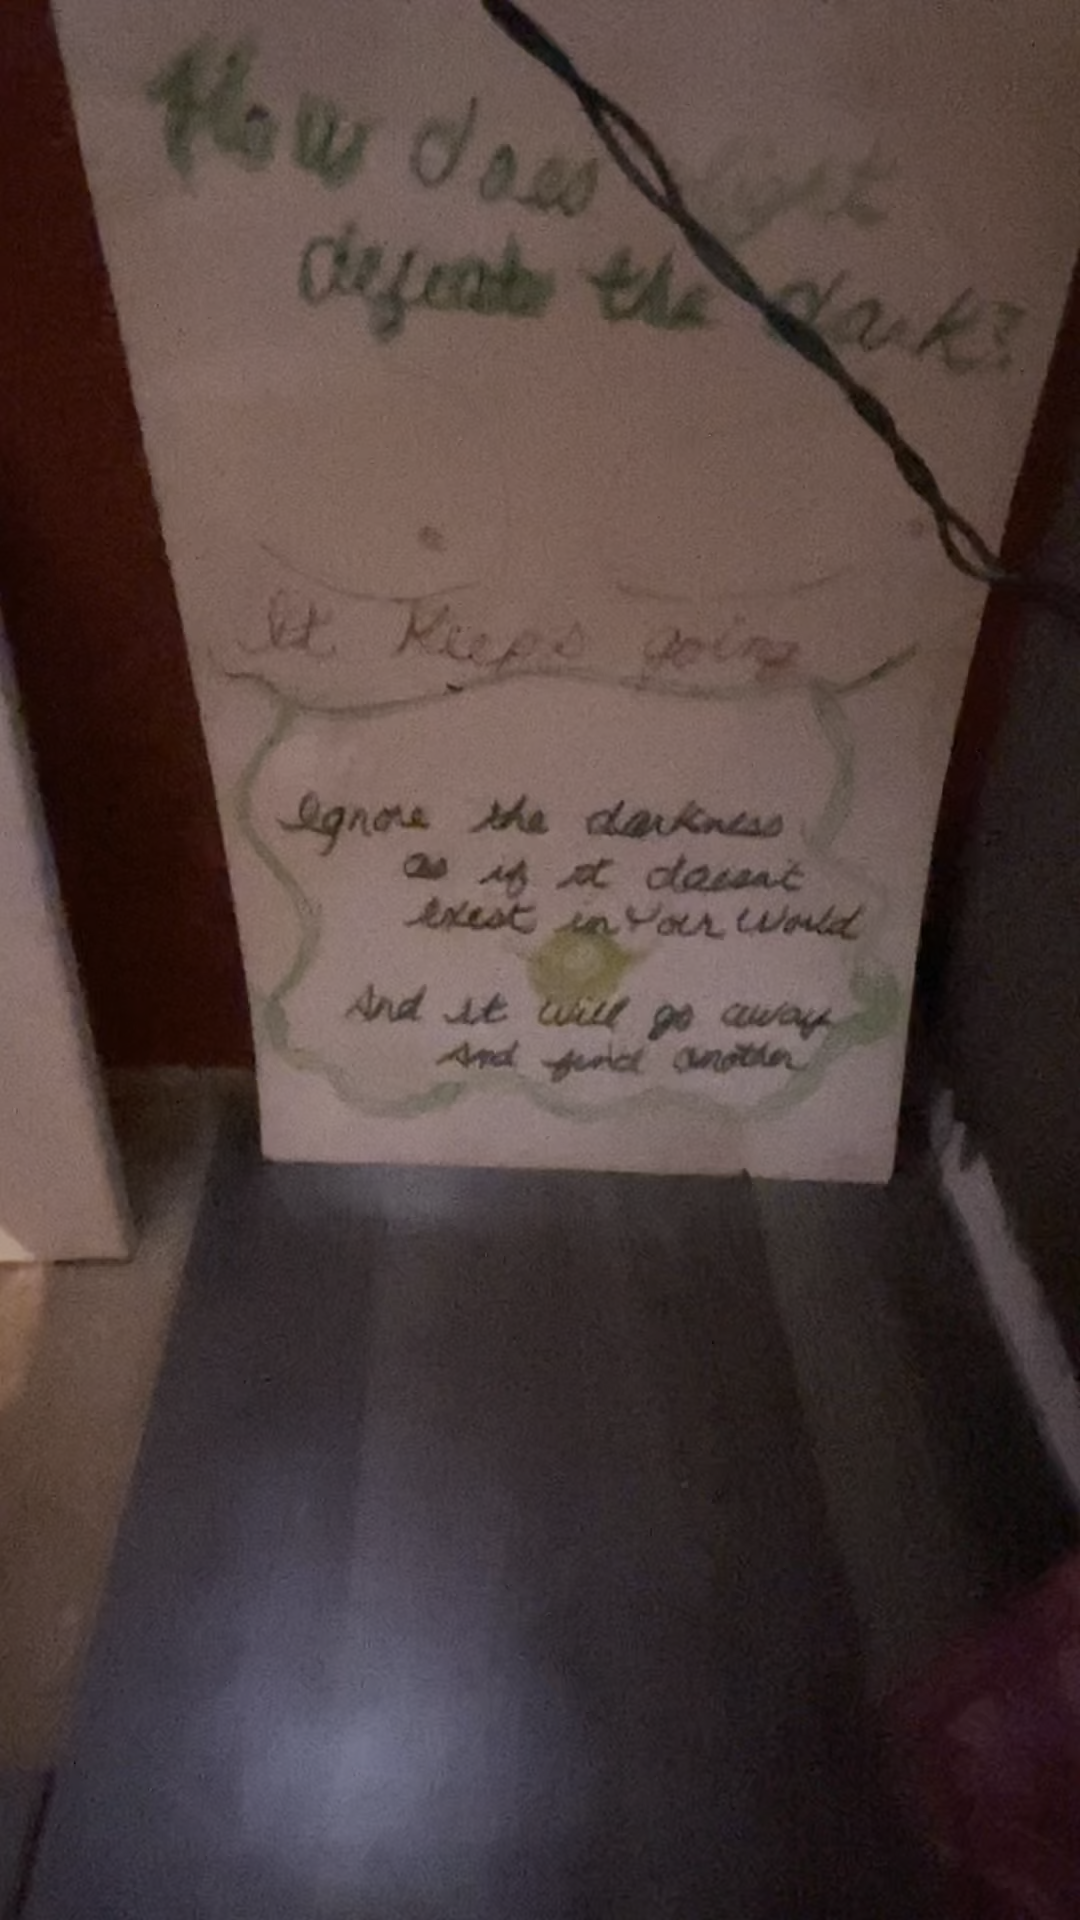 How does light
defeats the dark?
It Keeps going
Ignore the darkness
as if it doesnt
exist in Your World
And it will go away
And find another